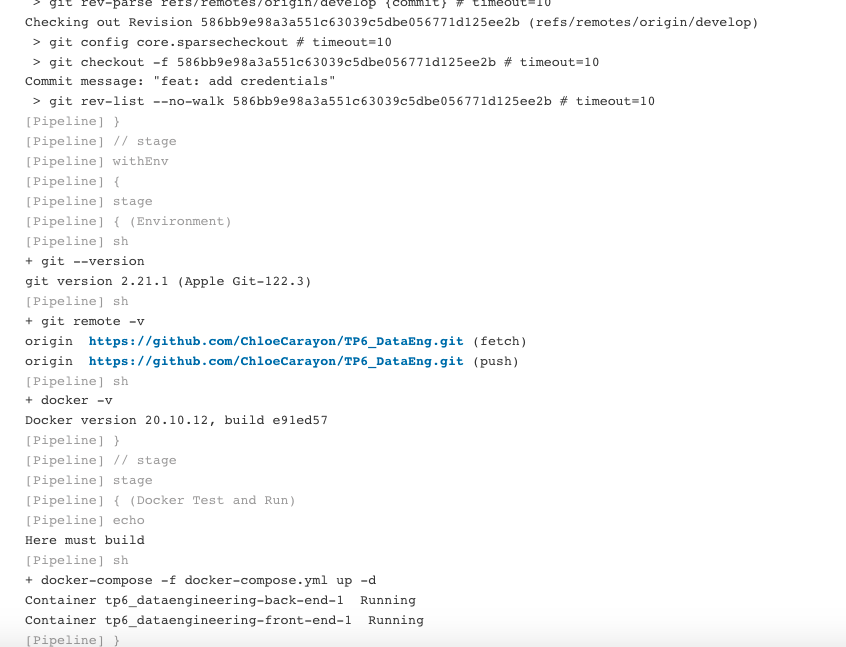 > git rev-parse refs/remotes/origin/develop^{commit} # timeout=10
Checking out Revision 586bb9e98a3a551c63039c5dbe056771d125ee2b (refs/remotes/origin/develop)
> git config core.sparsecheckout # timeout=10
> git checkout -f 586bb9e98a3a551c63039c5dbe056771d125ee2b # timeout=10
Commit message: "feat: add credentials"
> git rev-list --no-walk 586bb9e98a3a551c63039c5dbe056771d125ee2b # timeout=10
[Pipeline] }
[Pipeline] // stage
[Pipeline] withEnv
[Pipeline] {
[Pipeline] stage
[Pipeline] { (Environment)
[Pipeline] sh
+ git --version
git version 2.21.1 (Apple Git-122.3)
[Pipeline] sh
+ git remote -v
origin https://github.com/ChloeCarayon/TP6_DataEng.git (fetch)
origin https://github.com/ChloeCarayon/TP6_DataEng.git (push)
[Pipeline] sh
+ docker -v
Docker version 20.10.12, build e91ed57
[Pipeline] }
[Pipeline] // stage
[Pipeline] stage
[Pipeline] { (Docker Test and Run)
[Pipeline] echo
Here must build
[Pipeline] sh
+ docker-compose -f docker-compose.yml up -d
Container tp6_dataengineering-back-end-1 Running
Container tp6_dataengineering-front-end-1 Running
[Pipeline] }